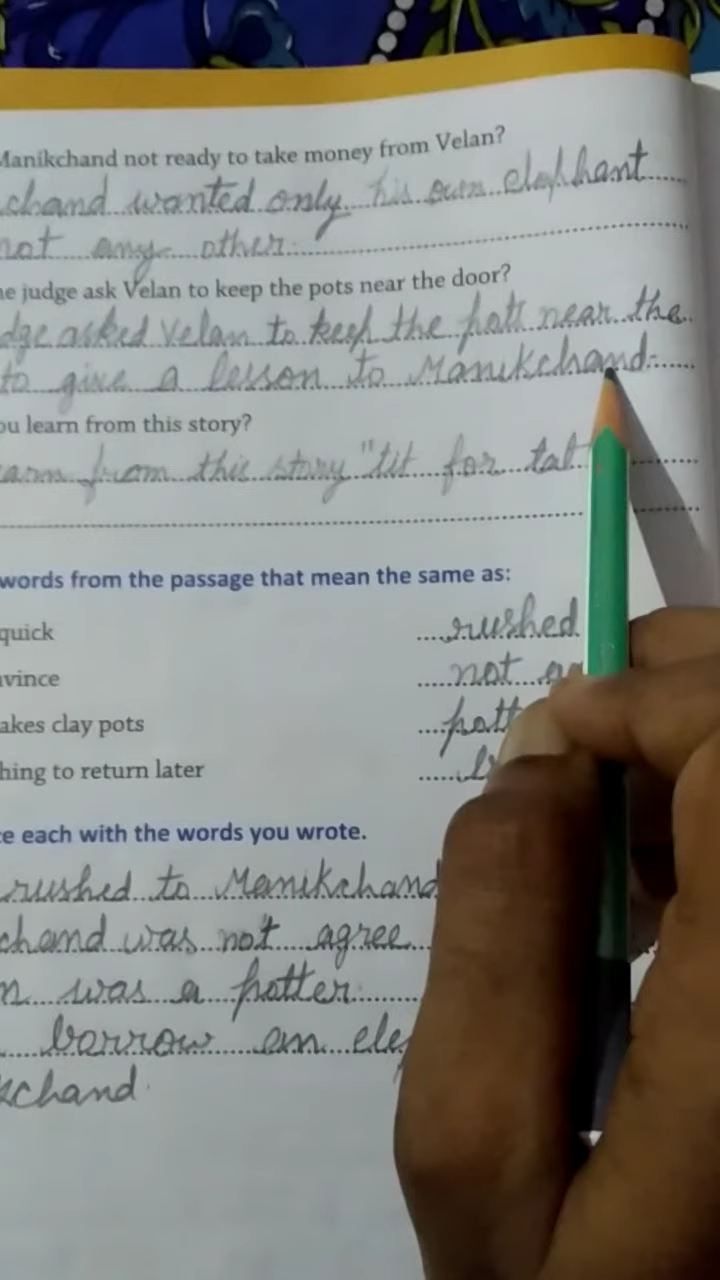 Manikchand not ready to take money from Velan?
chand wanted only his own elephant
not any other.
he judge ask Velan to keep the pots near the door?
dge asked Velan to keep the pots near the
to give a lesson to Manikchand.
ou learn from this story?
earn from this story "tit for tat
words from the passage that mean the same as:
quick rushed
nvince not
akes clay pots pott
hing to return later
ce each with the words you wrote.
rushed to Manikchand
chand was not agree
n was a potter
borrow an ele
kchand